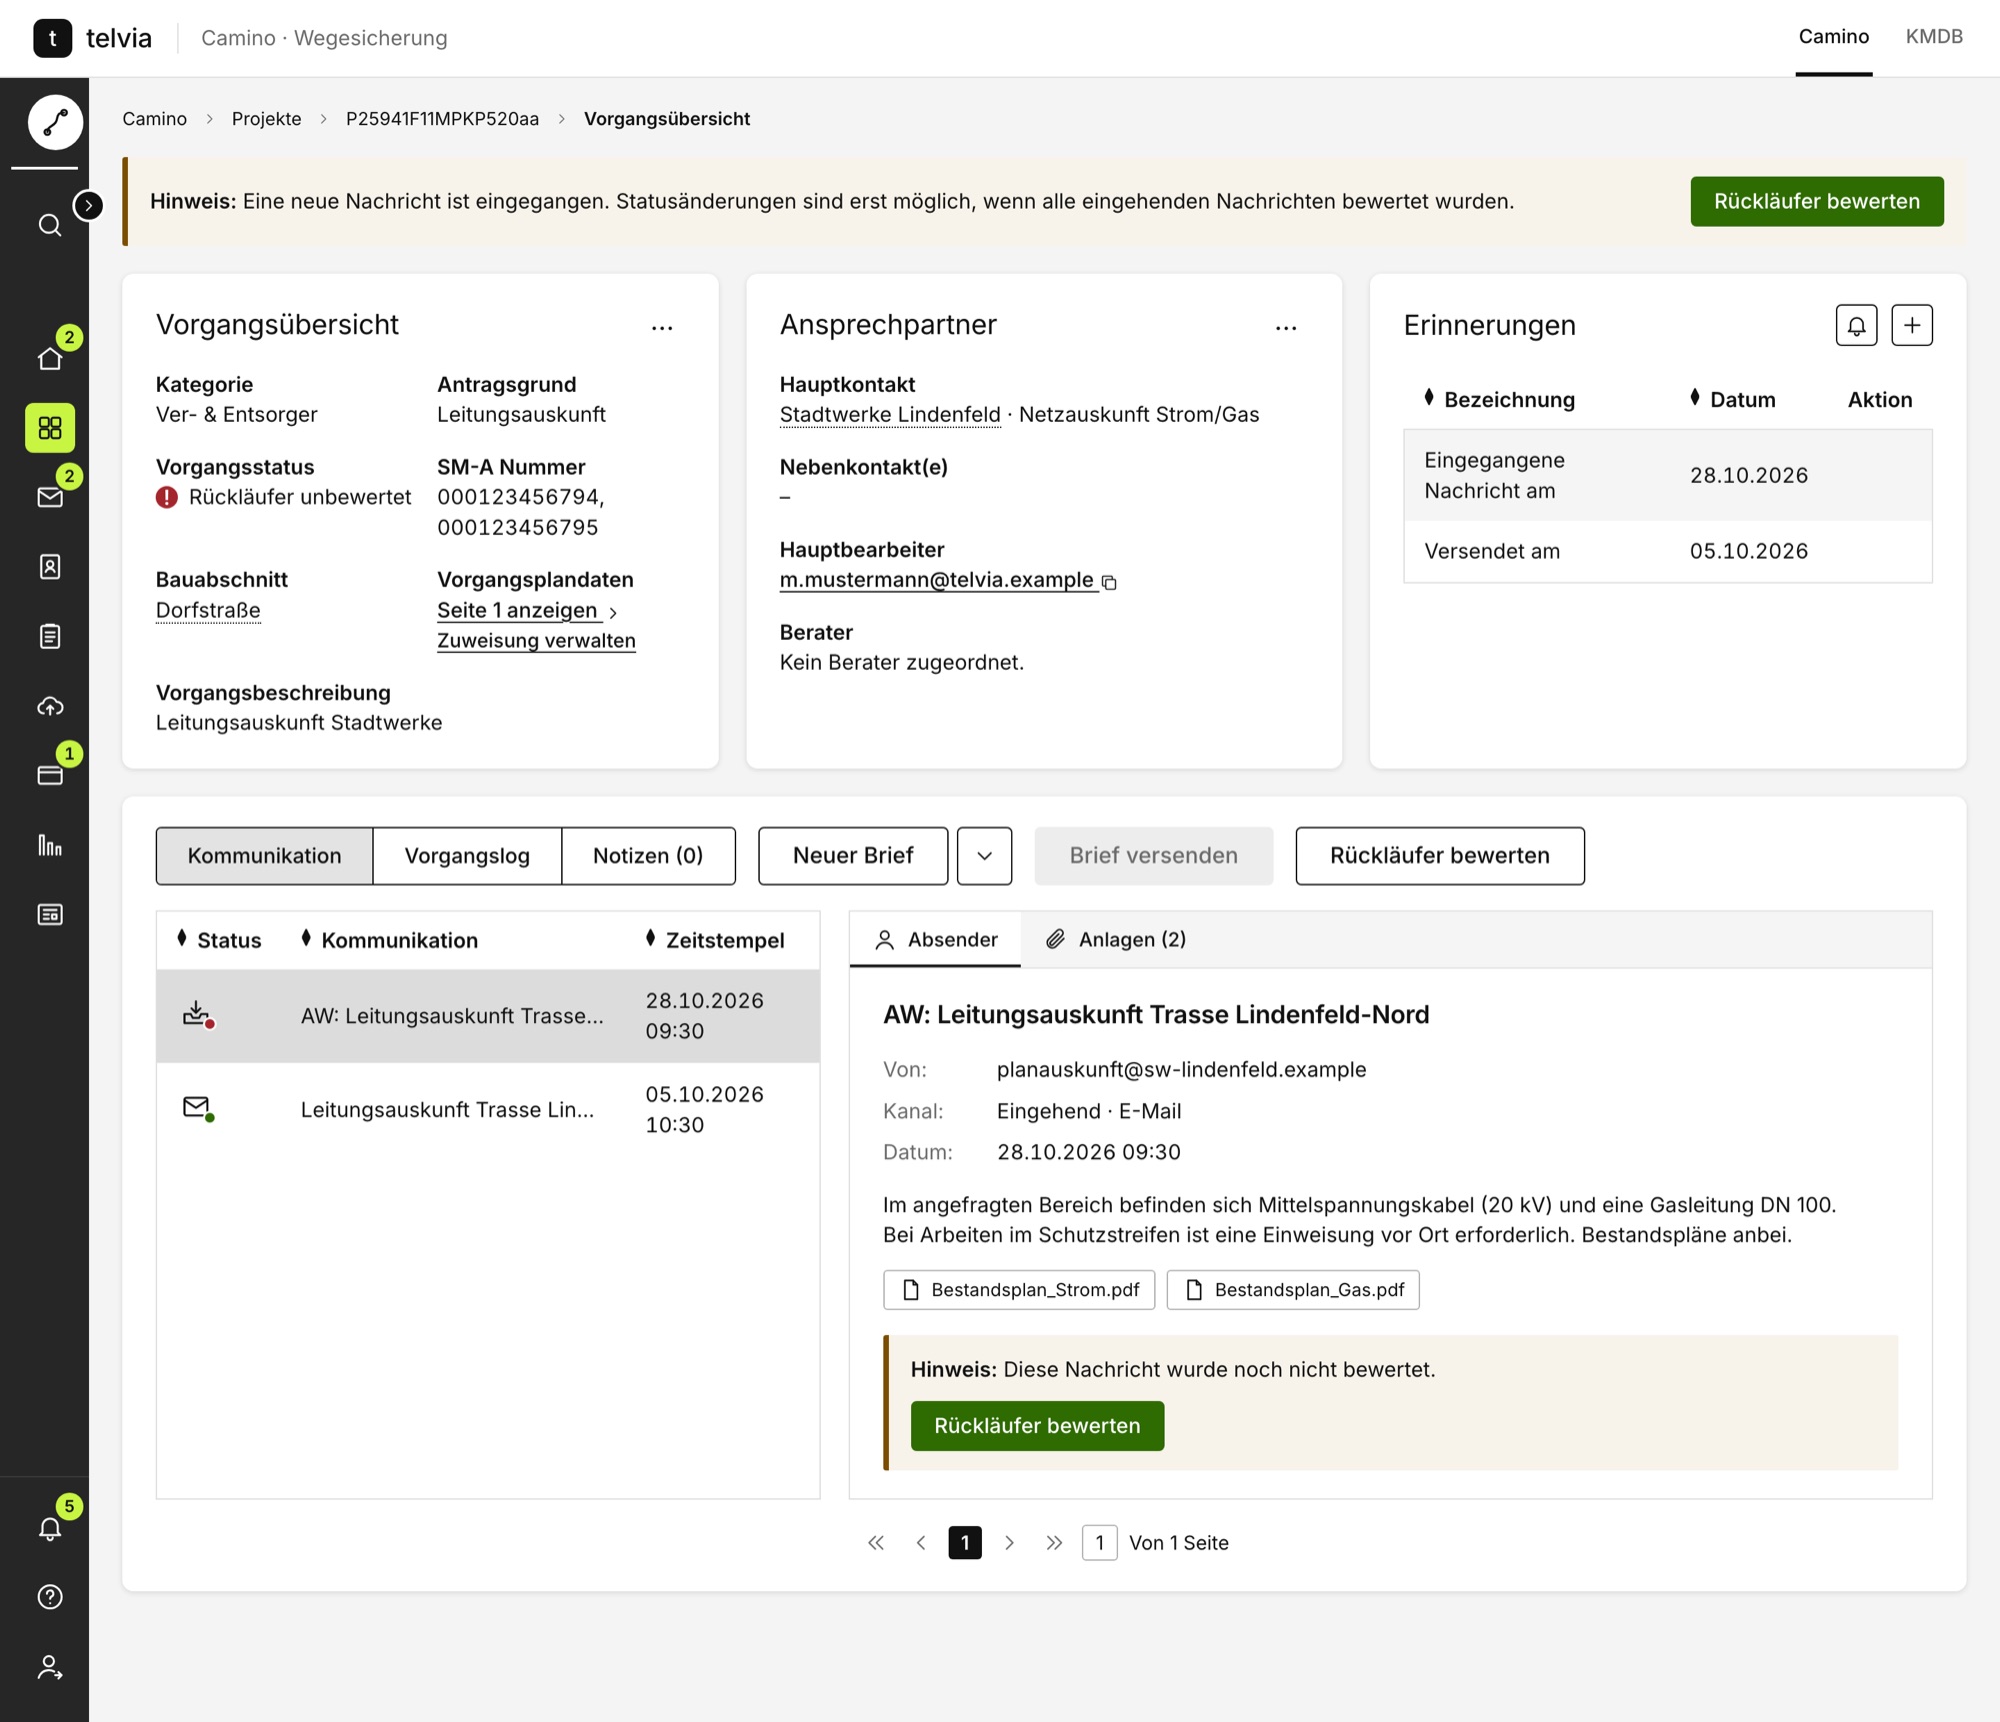 t telvia Camino · Wegesicherung Camino KMDB
Camino Projekte P25941F11MPKP520aa Vorgangsübersicht
Hinweis: Eine neue Nachricht ist eingegangen. Statusänderungen sind erst möglich, wenn alle eingehenden Nachrichten bewertet wurden. Rückläufer bewerten
2
2
1
5
Vorgangsübersicht
Kategorie
Ver- & Entsorger
Antragsgrund
Leitungsauskunft
Vorgangsstatus
Rückläufer unbewertet
SM-A Nummer
000123456794,
000123456795
Bauabschnitt
Dorfstraße
Vorgangsplandaten
Seite 1 anzeigen
Zuweisung verwalten
Vorgangsbeschreibung
Leitungsauskunft Stadtwerke
Ansprechpartner
Hauptkontakt
Stadtwerke Lindenfeld · Netzauskunft Strom/Gas
Nebenkontakt(e)
–
Hauptbearbeiter
m.mustermann@telvia.example
Berater
Kein Berater zugeordnet.
Erinnerungen
Bezeichnung Datum Aktion
Eingegangene
Nachricht am
28.10.2026
Versendet am 05.10.2026
Kommunikation Vorgangslog Notizen (0) Neuer Brief Brief versenden Rückläufer bewerten
Status Kommunikation Zeitstempel
AW: Leitungsauskunft Trasse...
28.10.2026
09:30
Leitungsauskunft Trasse Lin...
05.10.2026
10:30
Absender Anlagen (2)
AW: Leitungsauskunft Trasse Lindenfeld-Nord
Von: planauskunft@sw-lindenfeld.example
Kanal: Eingehend · E-Mail
Datum: 28.10.2026 09:30
Im angefragten Bereich befinden sich Mittelspannungskabel (20 kV) und eine Gasleitung DN 100.
Bei Arbeiten im Schutzstreifen ist eine Einweisung vor Ort erforderlich. Bestandspläne anbei.
Bestandsplan_Strom.pdf Bestandsplan_Gas.pdf
Hinweis: Diese Nachricht wurde noch nicht bewertet.
Rückläufer bewerten
1 1 Von 1 Seite